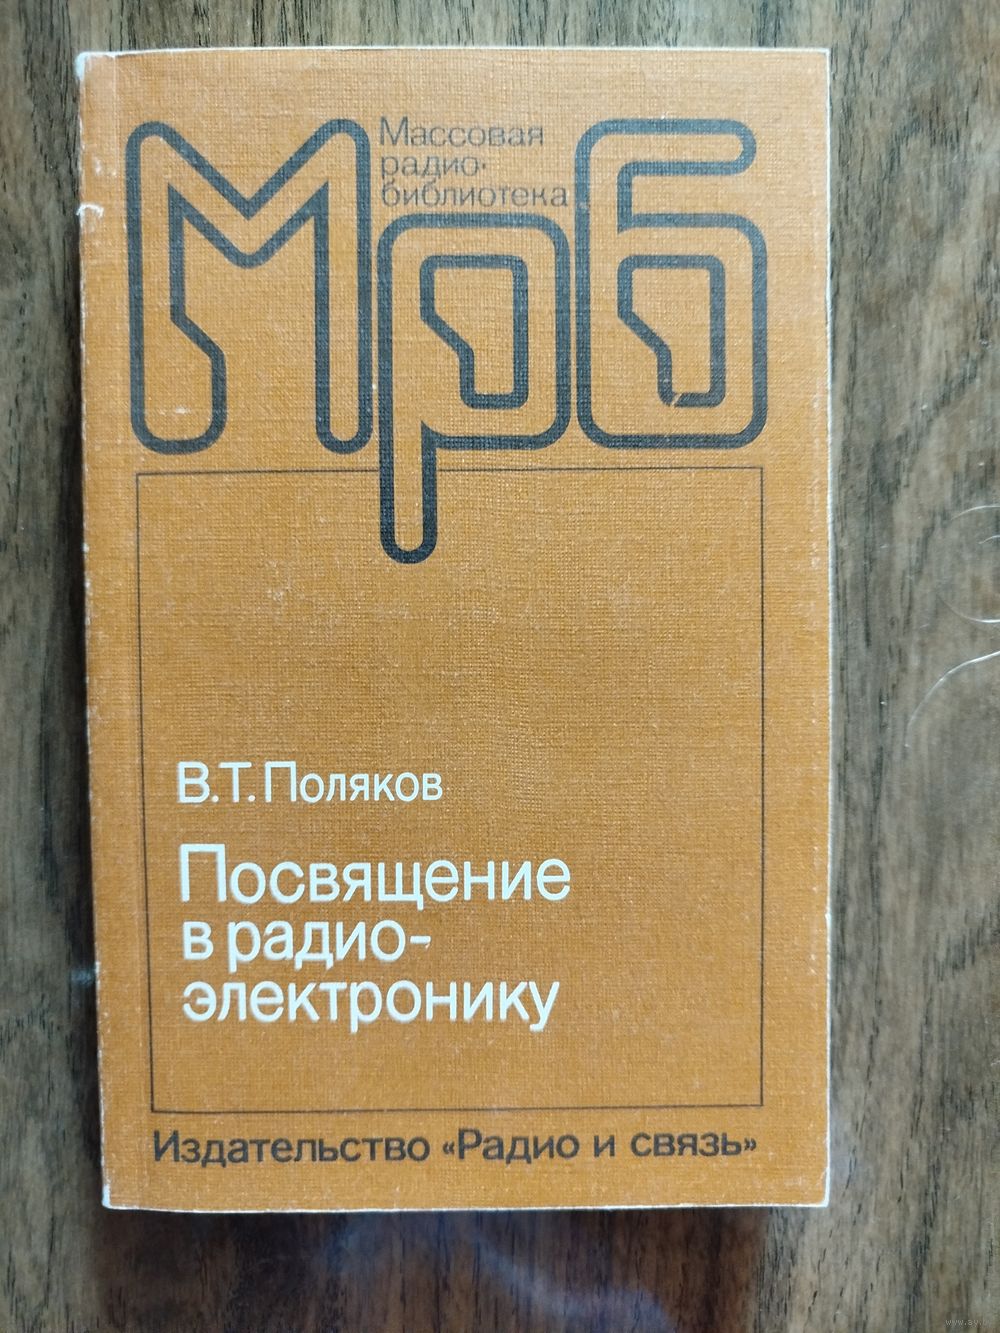 Мрб
Массовая
радио-
библиотека
В.Т. Поляков
Посвящение
в радио-
электронику
Издательство «Радио и связь»